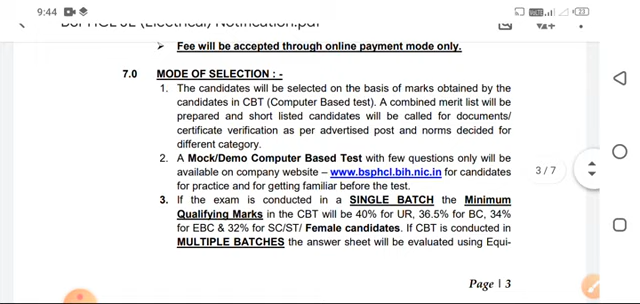 9:44
23
BSPHCL JE (Electrical) Notification.pdf
➢ Fee will be accepted through online payment mode only.
7.0 MODE OF SELECTION : -
1. The candidates will be selected on the basis of marks obtained by the
candidates in CBT (Computer Based test). A combined merit list will be
prepared and short listed candidates will be called for documents/
certificate verification as per advertised post and norms decided for
different category.
2. A Mock/Demo Computer Based Test with few questions only will be
available on company website – www.bsphcl.bih.nic.in for candidates
for practice and for getting familiar before the test.
3 / 7
3. If the exam is conducted in a SINGLE BATCH the Minimum
Qualifying Marks in the CBT will be 40% for UR, 36.5% for BC, 34%
for EBC & 32% for SC/ST/ Female candidates. If CBT is conducted in
MULTIPLE BATCHES the answer sheet will be evaluated using Equi-
Page | 3